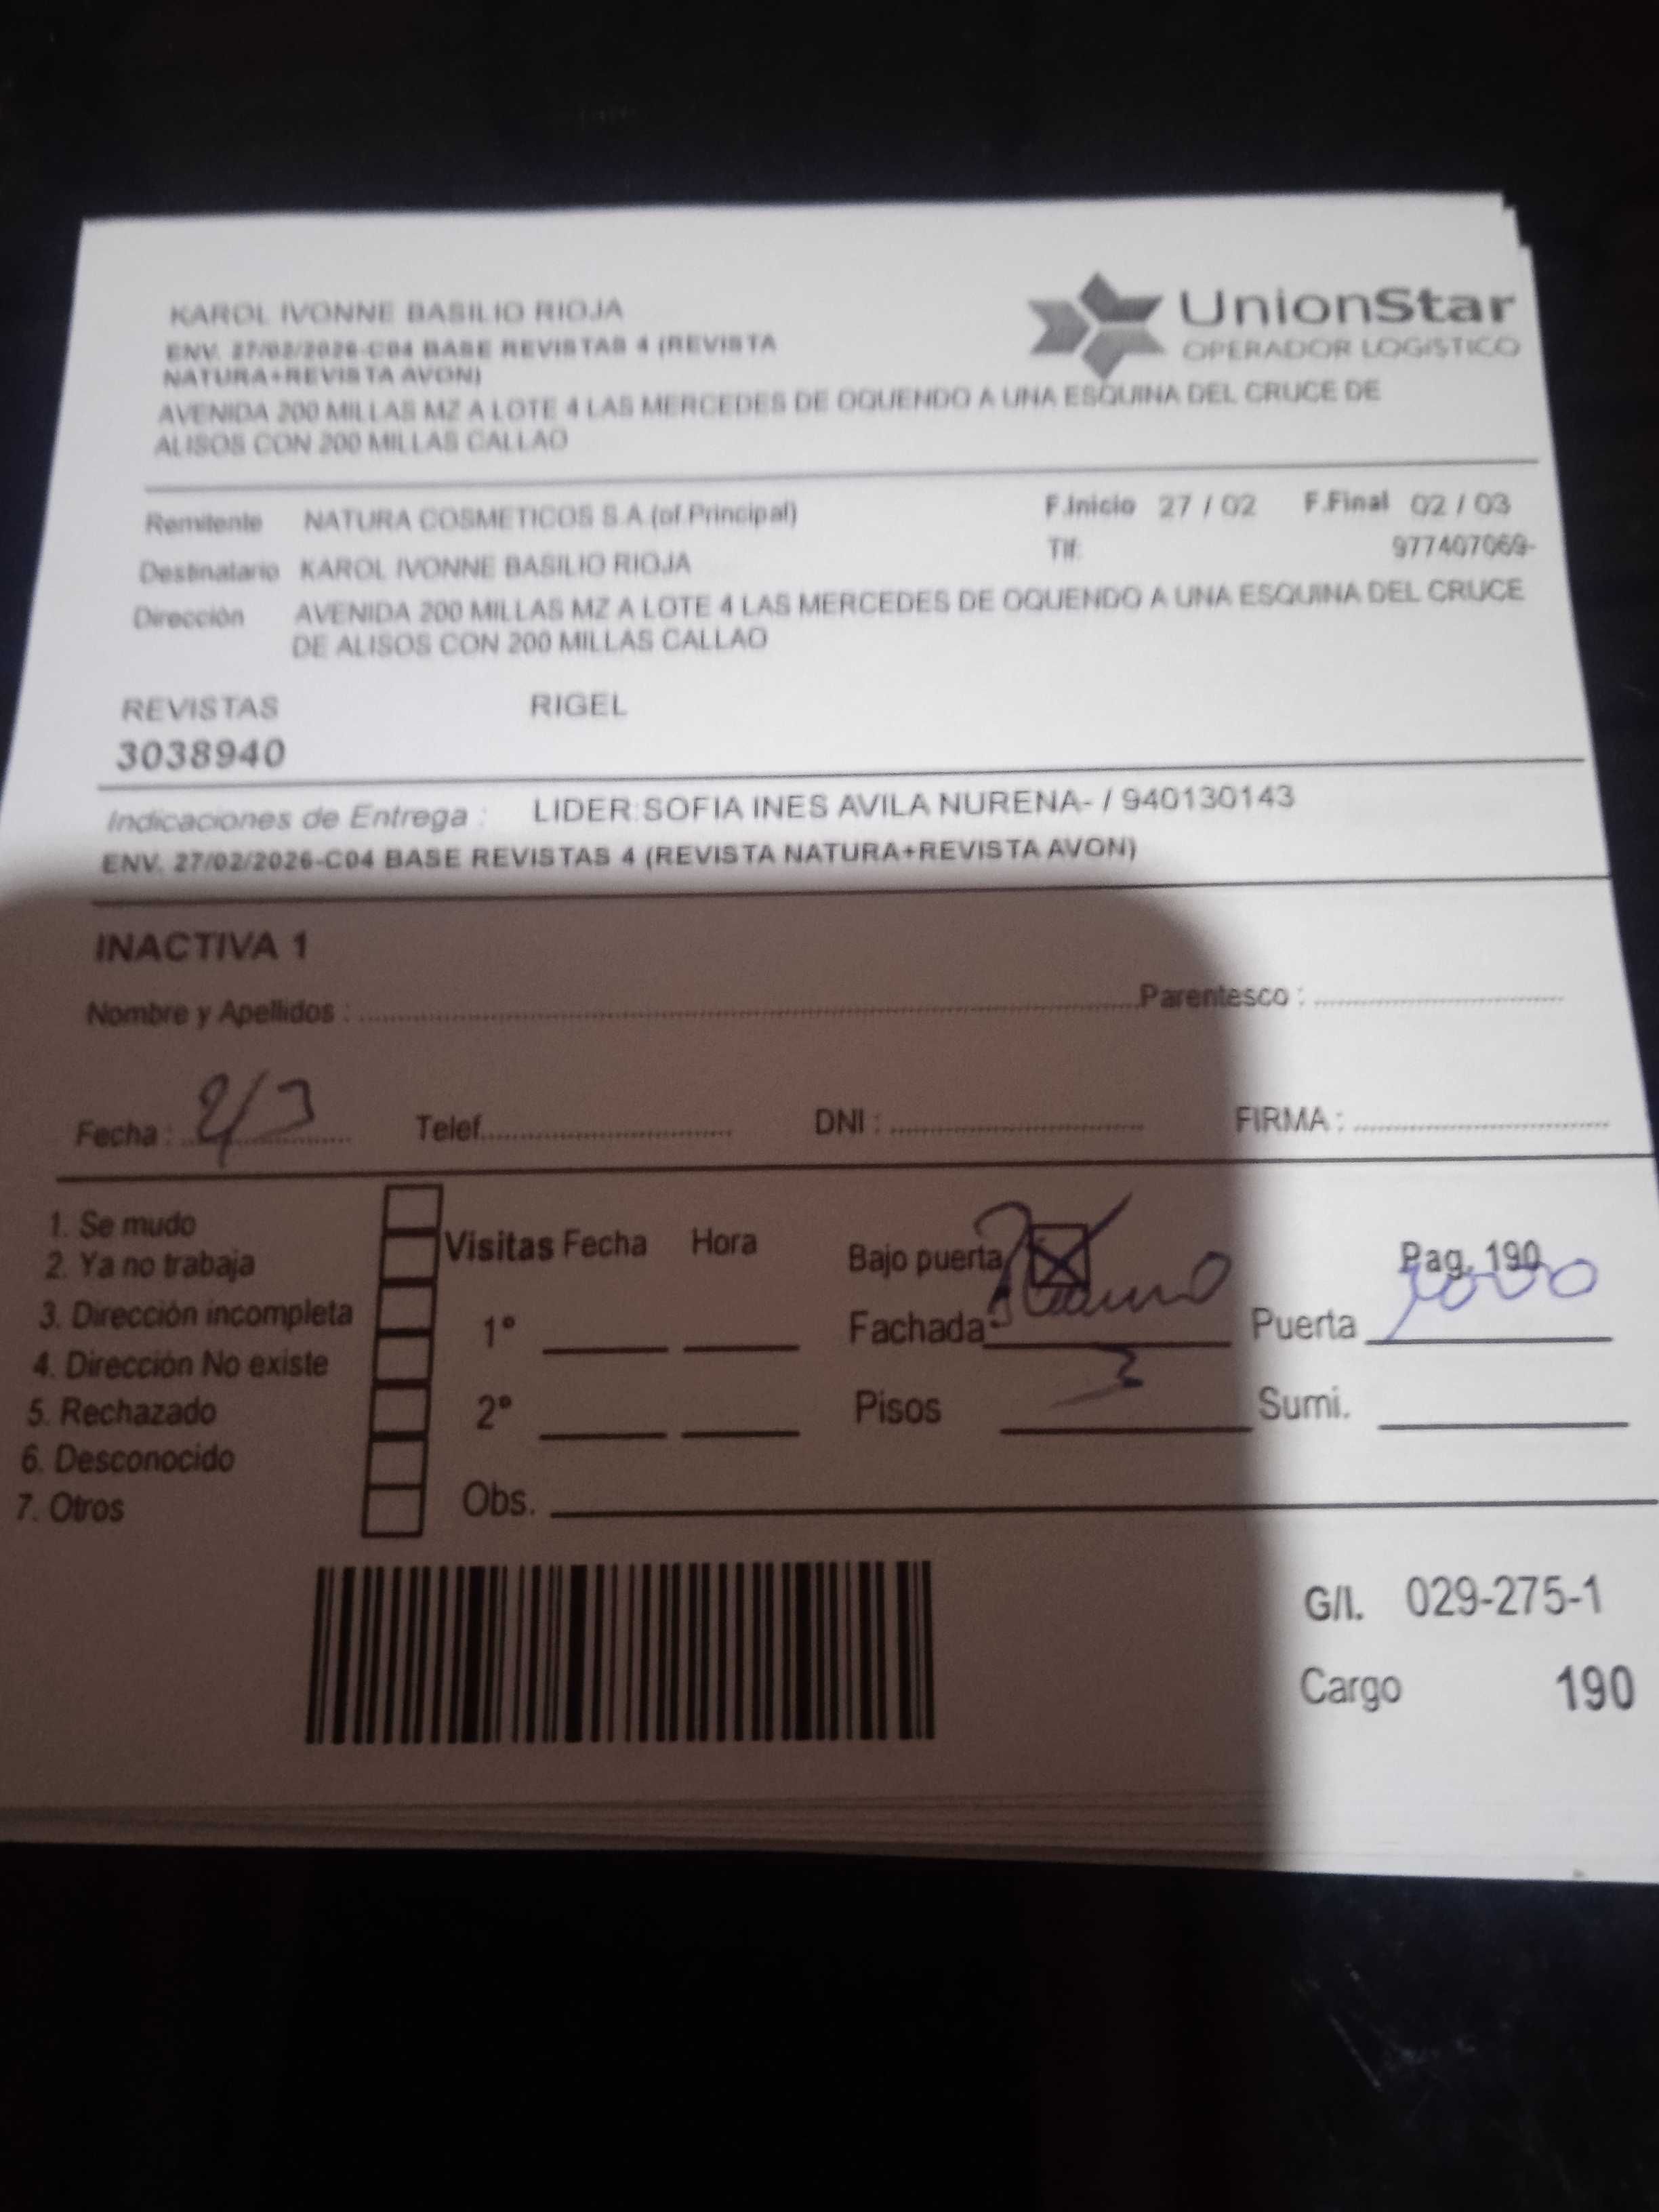 KAROL IVONNE BASILIO RIOJA
UnionStar
OPERADOR LOGÍSTICO
ENV. 27/02/2026-C04 BASE REVISTAS 4 (REVISTA
NATURA+REVISTA AVON)
AVENIDA 200 MILLAS MZ A LOTE 4 LAS MERCEDES DE OQUENDO A UNA ESQUINA DEL CRUCE DE
ALISOS CON 200 MILLAS CALLAO
Remitente NATURA COSMETICOS S.A.(of.Principal) F.Inicio 27 / 02 F.Final 02 / 03
Tlf: 977407069-
Destinatario KAROL IVONNE BASILIO RIOJA
Dirección AVENIDA 200 MILLAS MZ A LOTE 4 LAS MERCEDES DE OQUENDO A UNA ESQUINA DEL CRUCE
DE ALISOS CON 200 MILLAS CALLAO
REVISTAS RIGEL
3038940
Indicaciones de Entrega : LIDER:SOFIA INES AVILA NURENA- / 940130143
ENV. 27/02/2026-C04 BASE REVISTAS 4 (REVISTA NATURA+REVISTA AVON)
INACTIVA 1
Nombre y Apellidos : Parentesco :
Fecha : 2/3 Telef. DNI : FIRMA :
1. Se mudo
2. Ya no trabaja
3. Dirección incompleta
4. Dirección No existe
5. Rechazado
6. Desconocido
7. Otros
Visitas Fecha Hora
1°
2°
Obs.
Bajo puerta X Pag. 190
Fachada Puerta
Pisos 3 Sumi.
G/I. 029-275-1
Cargo 190